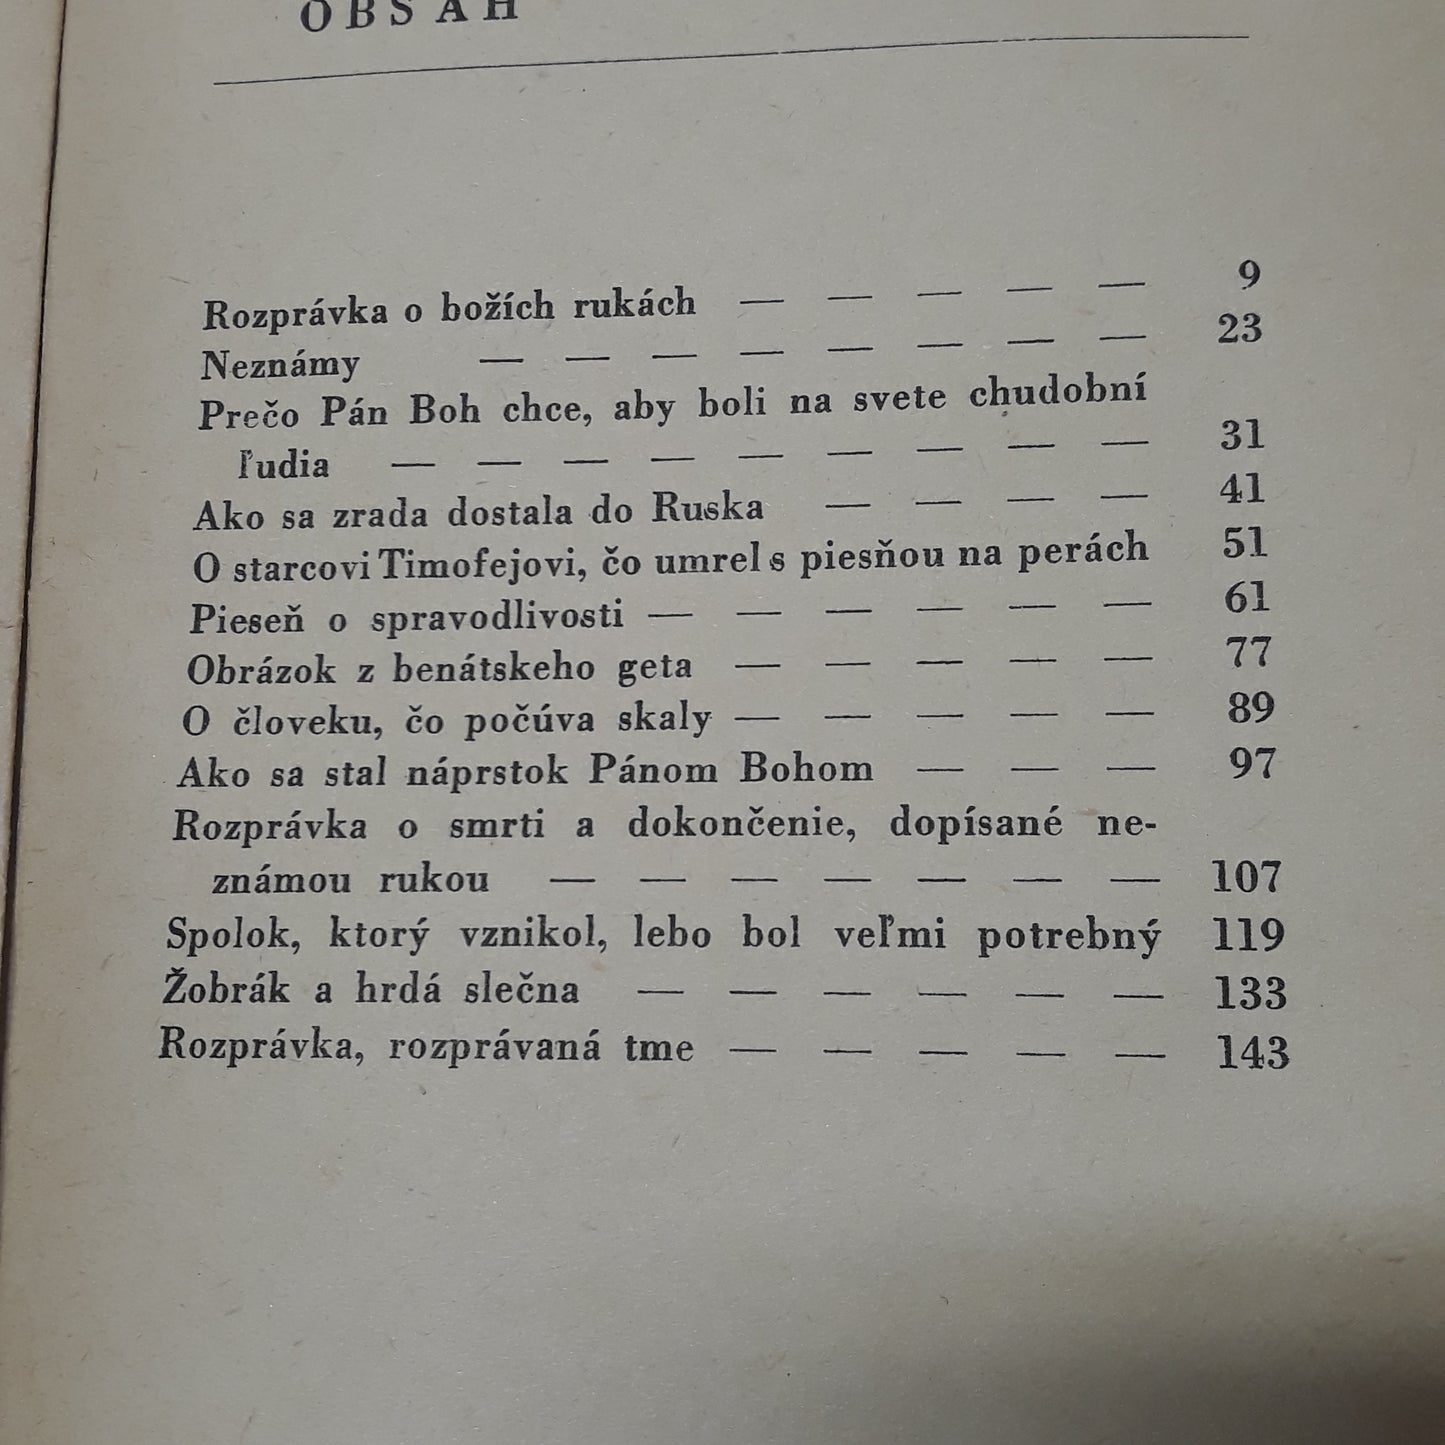 OBSAH
Rozprávka o božích rukách — — — — — 9
Neznámy — — — — — — — — 23
Prečo Pán Boh chce, aby boli na svete chudobní
ľudia — — — — — — — — — 31
Ako sa zrada dostala do Ruska — — — — 41
O starcovi Timofejovi, čo umrel s piesňou na perách 51
Pieseň o spravodlivosti — — — — — — 61
Obrázok z benátskeho geta — — — — — 77
O človeku, čo počúva skaly — — — — — 89
Ako sa stal náprstok Pánom Bohom — — — 97
Rozprávka o smrti a dokončenie, dopísané ne-
známou rukou — — — — — — — 107
Spolok, ktorý vznikol, lebo bol veľmi potrebný 119
Žobrák a hrdá slečna — — — — — — 133
Rozprávka, rozprávaná tme — — — — — 143